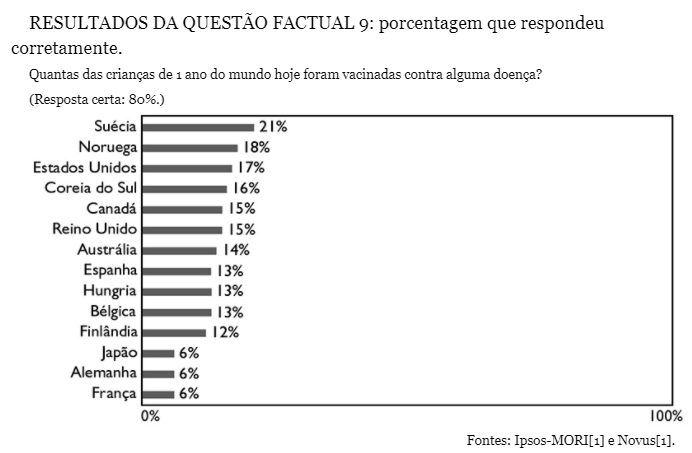 RESULTADOS DA QUESTÃO FACTUAL 9: porcentagem que respondeu
corretamente.
Quantas das crianças de 1 ano do mundo hoje foram vacinadas contra alguma doença?
(Resposta certa: 80%.)
Suécia 21%
Noruega 18%
Estados Unidos 17%
Coreia do Sul 16%
Canadá 15%
Reino Unido 15%
Austrália 14%
Espanha 13%
Hungria 13%
Bélgica 13%
Finlândia 12%
Japão 6%
Alemanha 6%
França 6%
0% 100%
Fontes: Ipsos-MORI[1] e Novus[1].